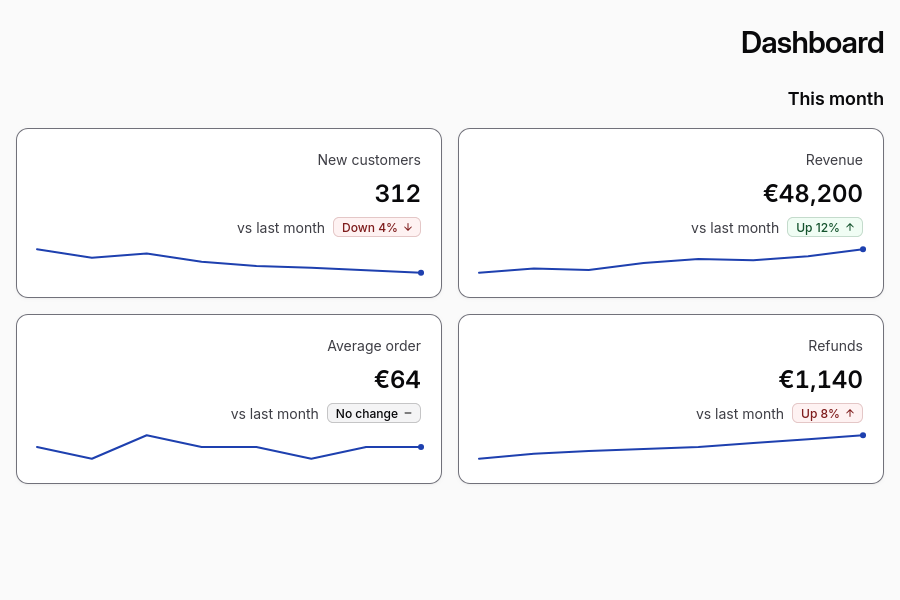 Dashboard
This month
New customers
312
vs last month Down 4% ↓
Revenue
€48,200
vs last month Up 12% ↑
Average order
€64
vs last month No change −
Refunds
€1,140
vs last month Up 8% ↑